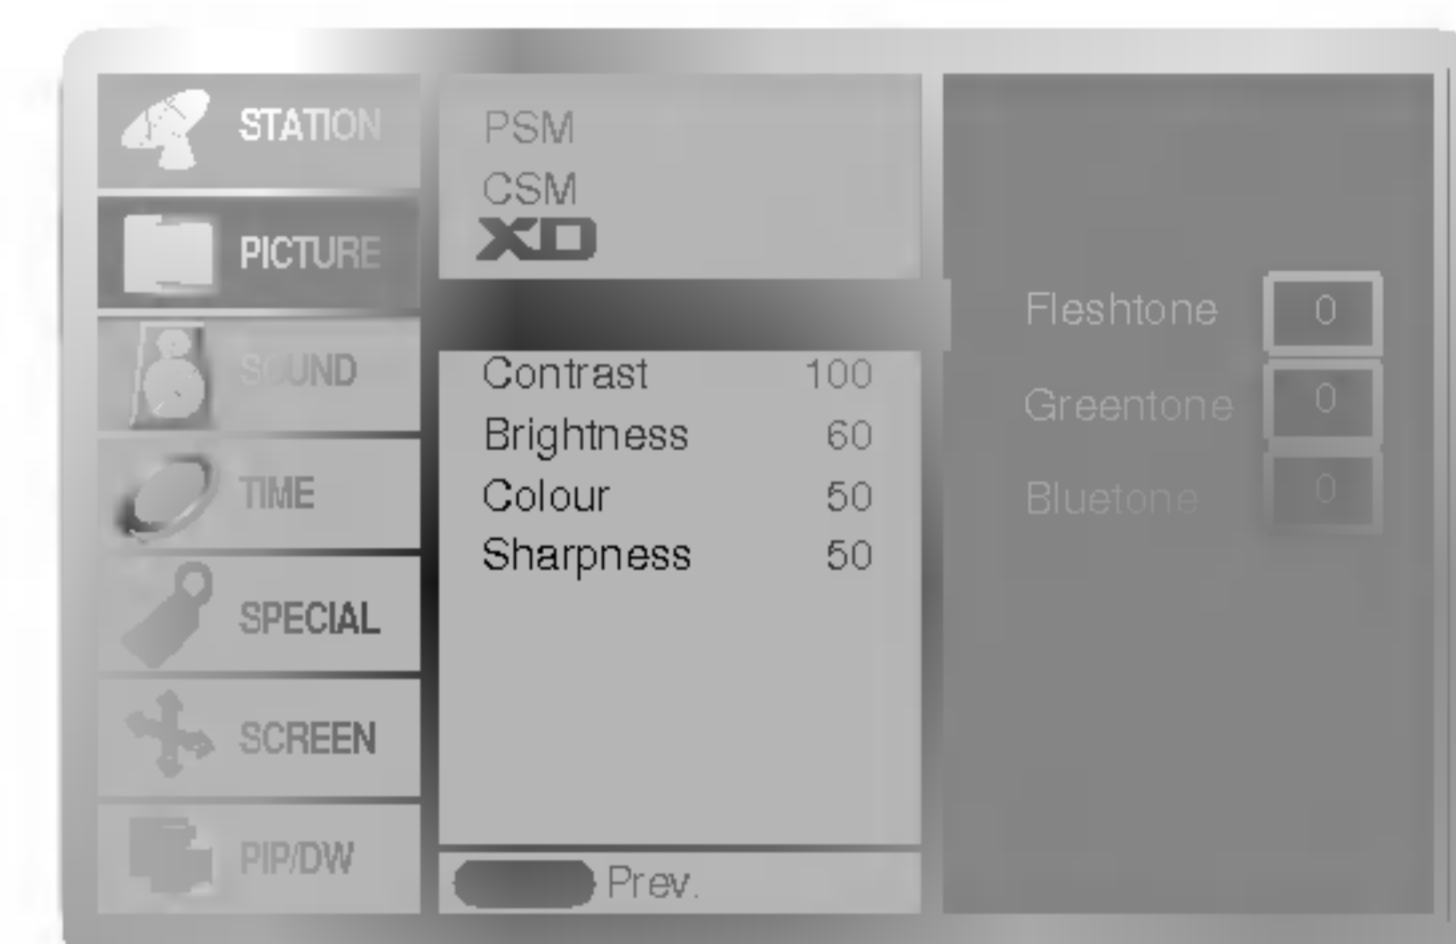 STATION
PICTURE
SOUND
TIME
SPECIAL
SCREEN
PIP/DW
PSM
CSM
XD
Contrast 100
Brightness 60
Colour 50
Sharpness 50
Prev.
Fleshtone 0
Greentone 0
Bluetone 0